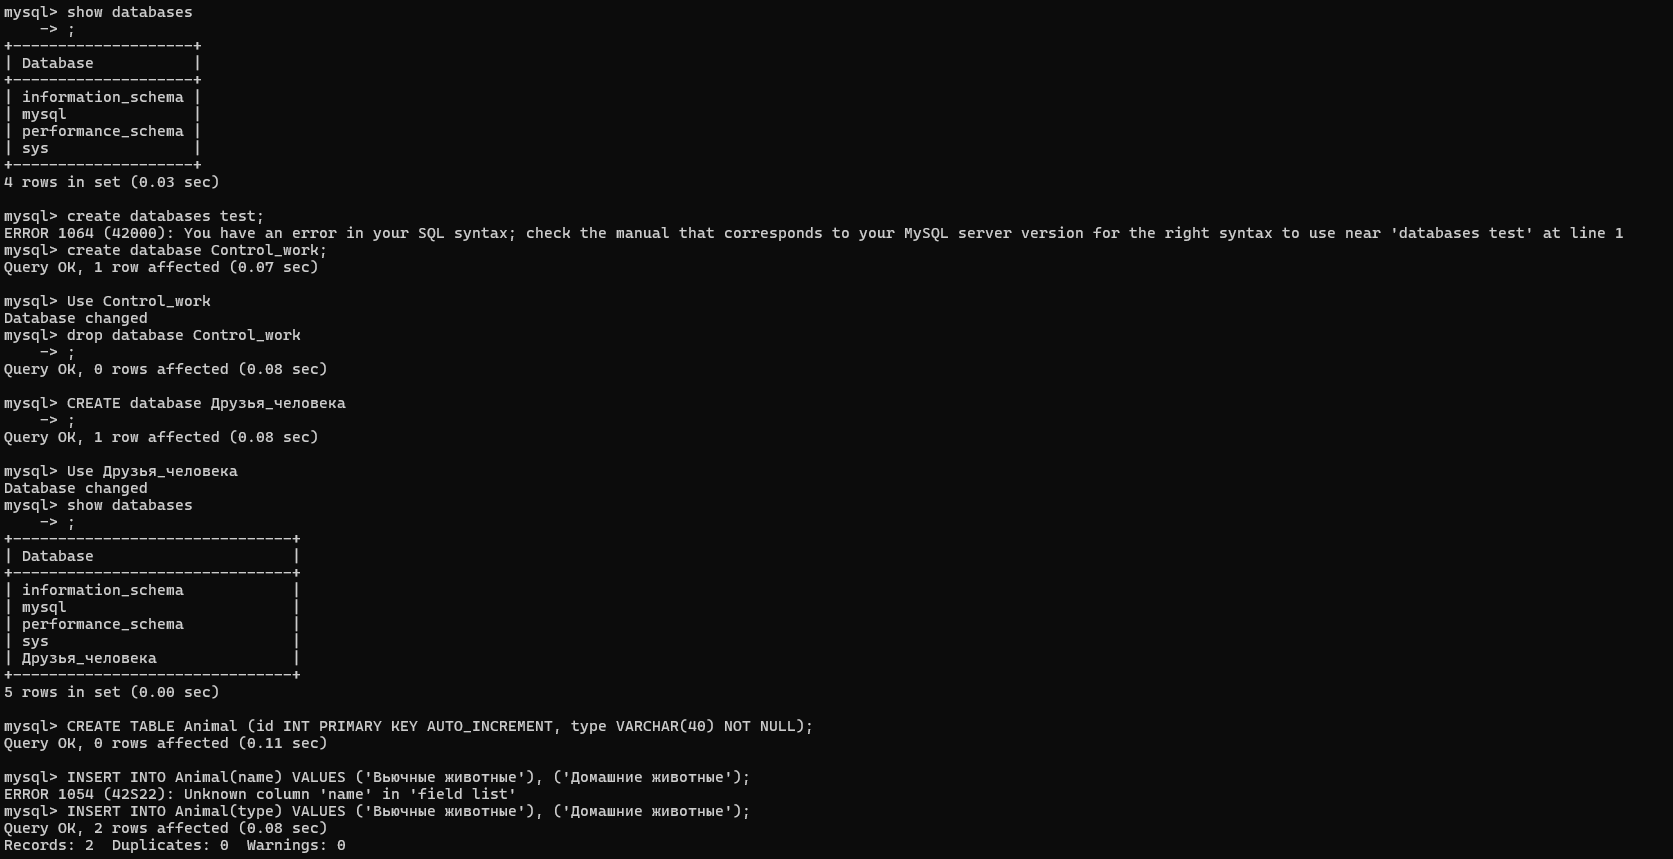 mysql> show databases
    -> ;
+--------------------+
| Database           |
+--------------------+
| information_schema |
| mysql              |
| performance_schema |
| sys                |
+--------------------+
4 rows in set (0.03 sec)

mysql> create databases test;
ERROR 1064 (42000): You have an error in your SQL syntax; check the manual that corresponds to your MySQL server version for the right syntax to use near 'databases test' at line 1
mysql> create database Control_work;
Query OK, 1 row affected (0.07 sec)

mysql> Use Control_work
Database changed
mysql> drop database Control_work
    -> ;
Query OK, 0 rows affected (0.08 sec)

mysql> CREATE database Друзья_человека
    -> ;
Query OK, 1 row affected (0.08 sec)

mysql> Use Друзья_человека
Database changed
mysql> show databases
    -> ;
+-------------------------------+
| Database                      |
+-------------------------------+
| information_schema            |
| mysql                         |
| performance_schema            |
| sys                           |
| Друзья_человека               |
+-------------------------------+
5 rows in set (0.00 sec)

mysql> CREATE TABLE Animal (id INT PRIMARY KEY AUTO_INCREMENT, type VARCHAR(40) NOT NULL);
Query OK, 0 rows affected (0.11 sec)

mysql> INSERT INTO Animal(name) VALUES ('Вьючные животные'), ('Домашние животные');
ERROR 1054 (42S22): Unknown column 'name' in 'field list'
mysql> INSERT INTO Animal(type) VALUES ('Вьючные животные'), ('Домашние животные');
Query OK, 2 rows affected (0.08 sec)
Records: 2  Duplicates: 0  Warnings: 0